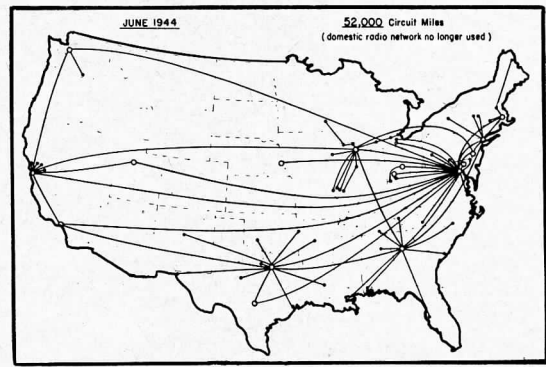 JUNE 1944
52,000 Circuit Miles
(domestic radio network no longer used)